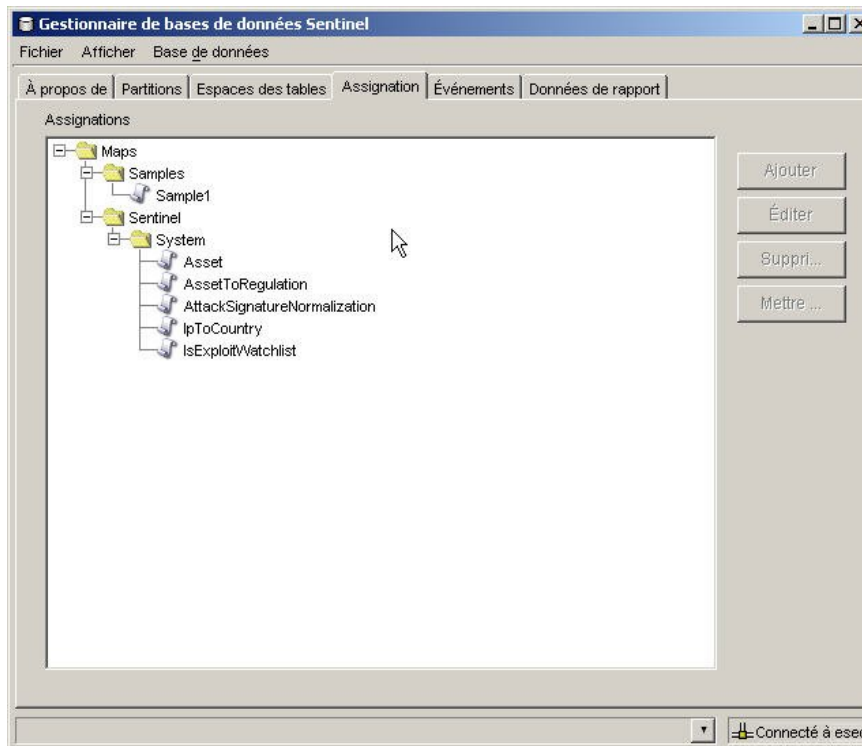 Gestionnaire de bases de données Sentinel
Fichier Afficher Base de données
À propos de Partitions Espaces des tables Assignation Événements Données de rapport
Assignations
Maps
Samples
Sample1
Sentinel
System
Asset
AssetToRegulation
AttackSignatureNormalization
IpToCountry
IsExploitWatchlist
Ajouter
Éditer
Suppri...
Mettre ...
Connecté à esec